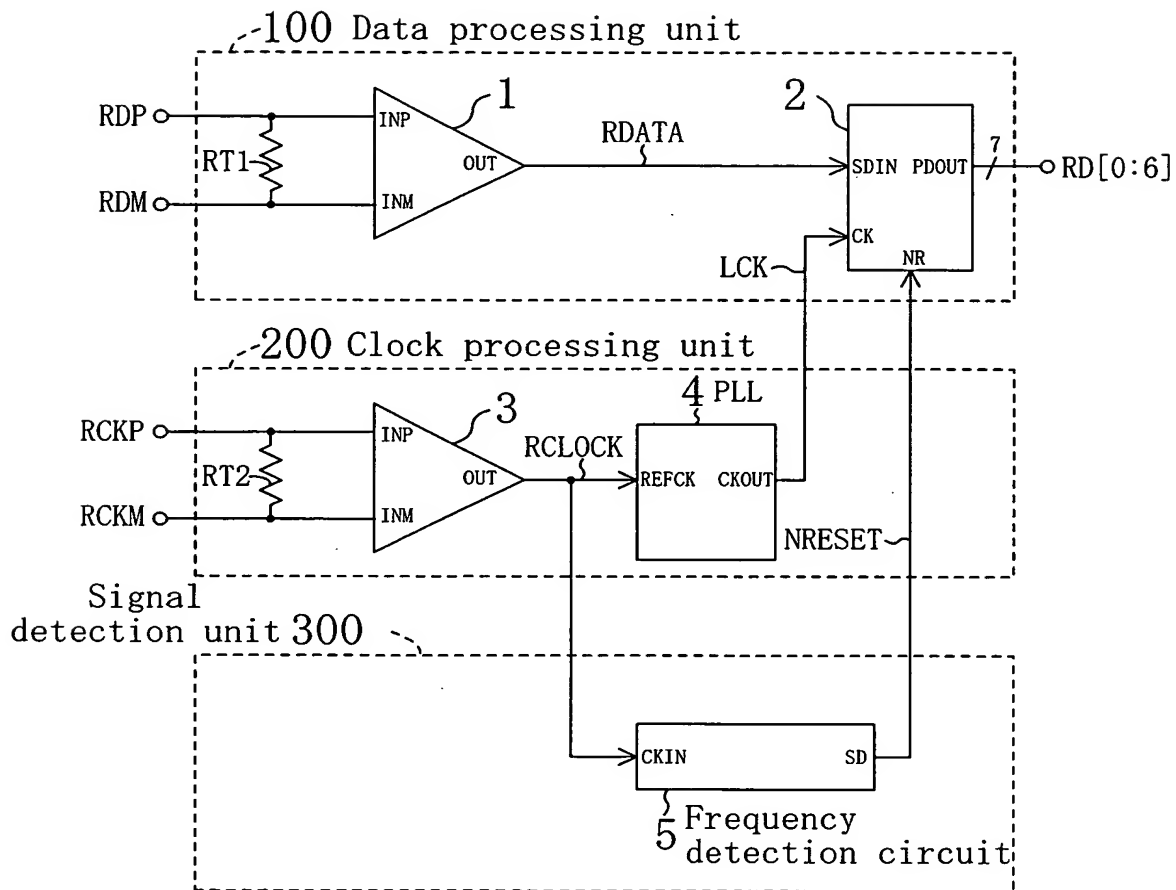 100 Data processing unit
RDP
INP
1
OUT
RT1
RDM
INM
RDATA
2
SDIN PDOUT
7
RD[0:6]
CK
NR
LCK
200 Clock processing unit
RCKP
INP
3
OUT
RT2
RCKM
INM
RCLOCK
4 PLL
REFCK CKOUT
NRESET
Signal
detection unit 300
CKIN SD
5 Frequency
detection circuit